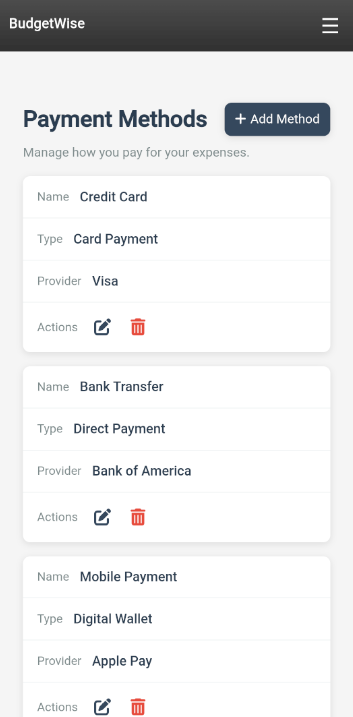 BudgetWise
Payment Methods
+ Add Method
Manage how you pay for your expenses.
Name Credit Card
Type Card Payment
Provider Visa
Actions
Name Bank Transfer
Type Direct Payment
Provider Bank of America
Actions
Name Mobile Payment
Type Digital Wallet
Provider Apple Pay
Actions